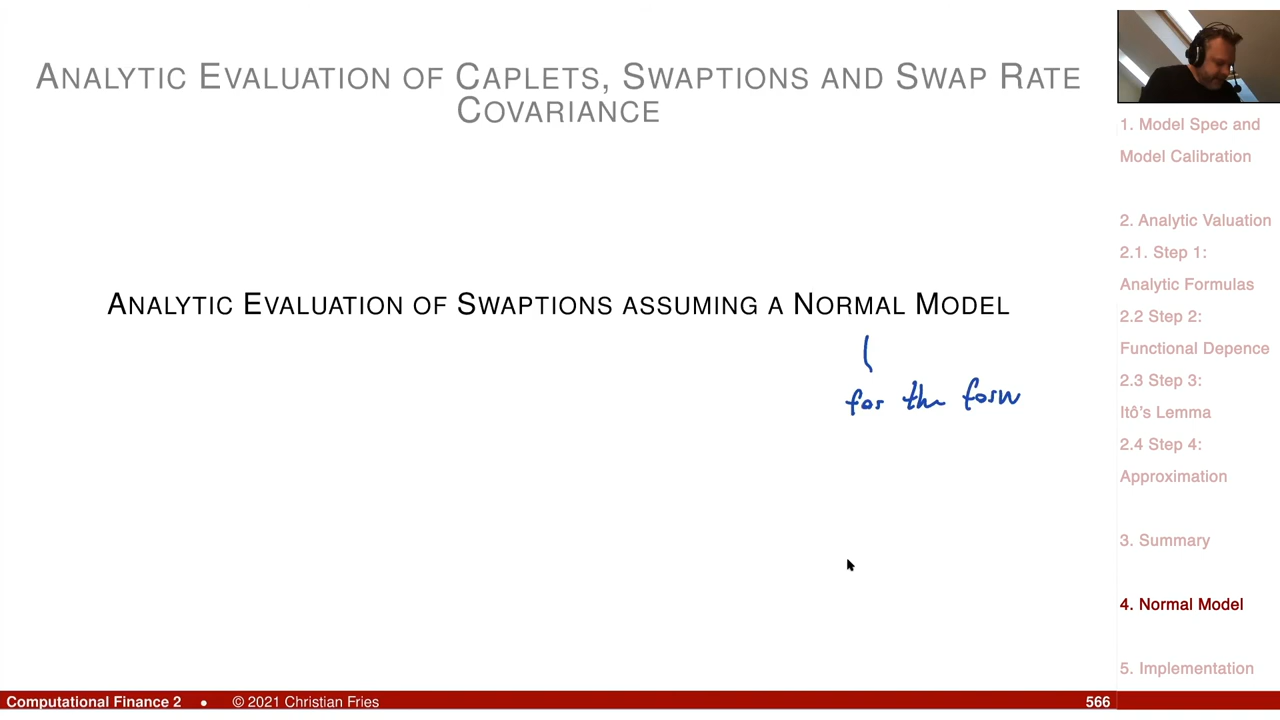 ANALYTIC EVALUATION OF CAPLETS, SWAPTIONS AND SWAP RATE
COVARIANCE
ANALYTIC EVALUATION OF SWAPTIONS ASSUMING A NORMAL MODEL
for the forw
1. Model Spec and
Model Calibration
2. Analytic Valuation
2.1. Step 1:
Analytic Formulas
2.2 Step 2:
Functional Depence
2.3 Step 3:
Itô's Lemma
2.4 Step 4:
Approximation
3. Summary
4. Normal Model
5. Implementation
Computational Finance 2 • © 2021 Christian Fries 566